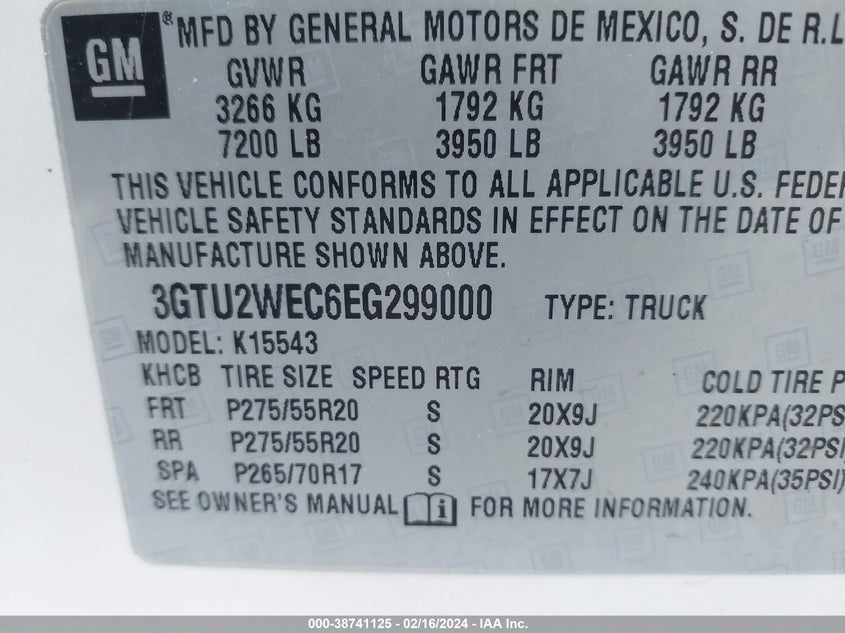 GM ® MFD BY GENERAL MOTORS DE MEXICO, S. DE R.L
GVWR GAWR FRT GAWR RR
3266 KG 1792 KG 1792 KG
7200 LB 3950 LB 3950 LB
THIS VEHICLE CONFORMS TO ALL APPLICABLE U.S. FEDER
VEHICLE SAFETY STANDARDS IN EFFECT ON THE DATE OF
MANUFACTURE SHOWN ABOVE.
3GTU2WEC6EG299000 TYPE: TRUCK
MODEL: K15543
KHCB TIRE SIZE SPEED RTG RIM COLD TIRE P
FRT P275/55R20 S 20X9J 220KPA(32PS
RR P275/55R20 S 20X9J 220KPA(32PSI)
SPA P265/70R17 S 17X7J 240KPA(35PSI)
SEE OWNER'S MANUAL i FOR MORE INFORMATION.
000-38741125 - 02/16/2024 - IAA Inc.